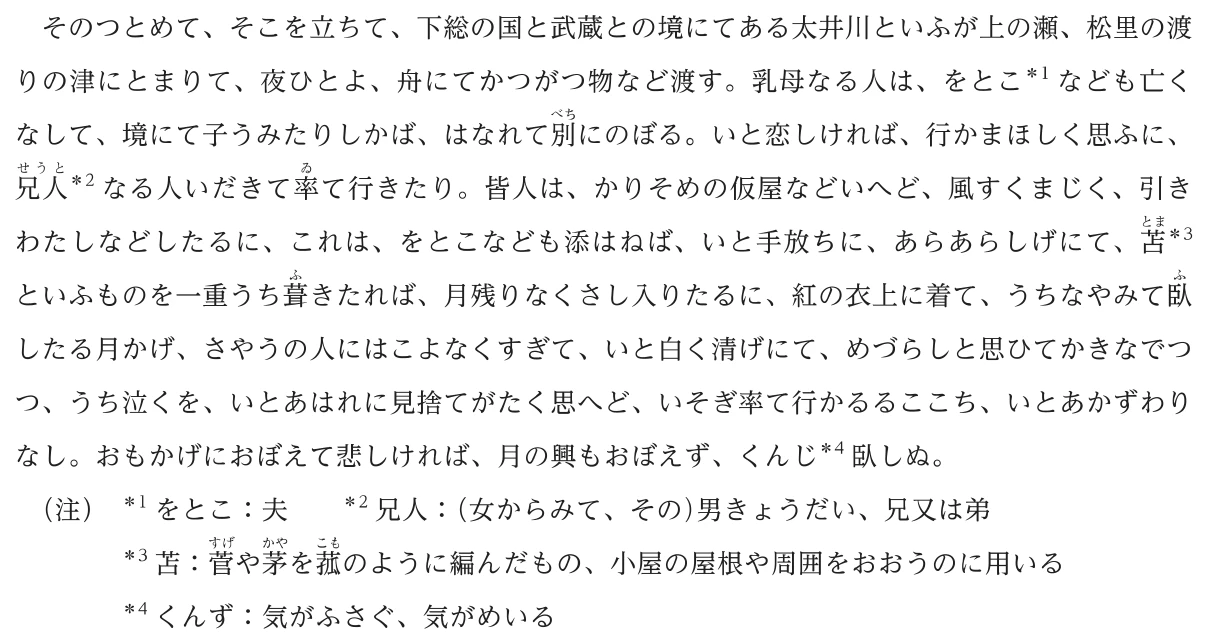 そのつとめて、そこを立ちて、下総の国と武蔵との境にてある太井川といふが上の瀬、松里の渡
りの津にとまりて、夜ひとよ、舟にてかつがつ物など渡す。乳母なる人は、をとこ*1 なども亡く
なして、境にて子うみたりしかば、はなれて別べちにのぼる。いと恋しければ、行かまほしく思ふに、
兄人せうと*2 なる人いだきて率ゐて行きたり。皆人は、かりそめの仮屋などいへど、風すくまじく、引き
わたしなどしたるに、これは、をとこなども添はねば、いと手放ちに、あらあらしげにて、苫とま*3
といふものを一重うち葺ふきたれば、月残りなくさし入りたるに、紅の衣上に着て、うちなやみて臥ふ
したる月かげ、さやうの人にはこよなくすぎて、いと白く清げにて、めづらしと思ひてかきなでつ
つ、うち泣くを、いとあはれに見捨てがたく思へど、いそぎ率て行かるるここち、いとあかずわり
なし。おもかげにおぼえて悲しければ、月の興もおぼえず、くんじ*4 臥しぬ。
（注） *1 をとこ：夫 *2 兄人：（女からみて、その）男きょうだい、兄又は弟
*3 苫：菅すげや茅かやを菰こものように編んだもの、小屋の屋根や周囲をおおうのに用いる
*4 くんず：気がふさぐ、気がめいる